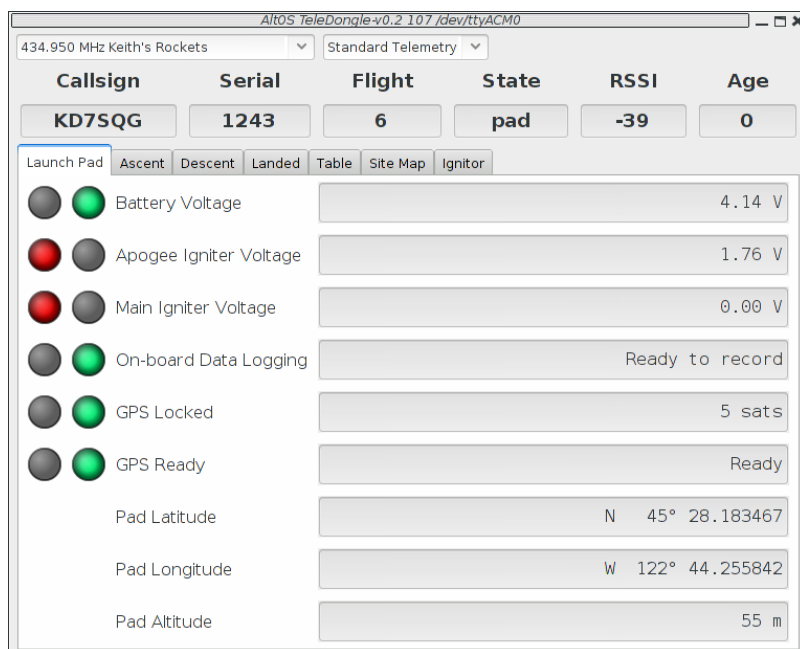 AltOS TeleDongle-v0.2 107 /dev/ttyACM0
434.950 MHz Keith's Rockets Standard Telemetry
Callsign Serial Flight State RSSI Age
KD7SQG 1243 6 pad -39 0
Launch Pad Ascent Descent Landed Table Site Map Ignitor
Battery Voltage 4.14 V
Apogee Igniter Voltage 1.76 V
Main Igniter Voltage 0.00 V
On-board Data Logging Ready to record
GPS Locked 5 sats
GPS Ready Ready
Pad Latitude N 45° 28.183467
Pad Longitude W 122° 44.255842
Pad Altitude 55 m